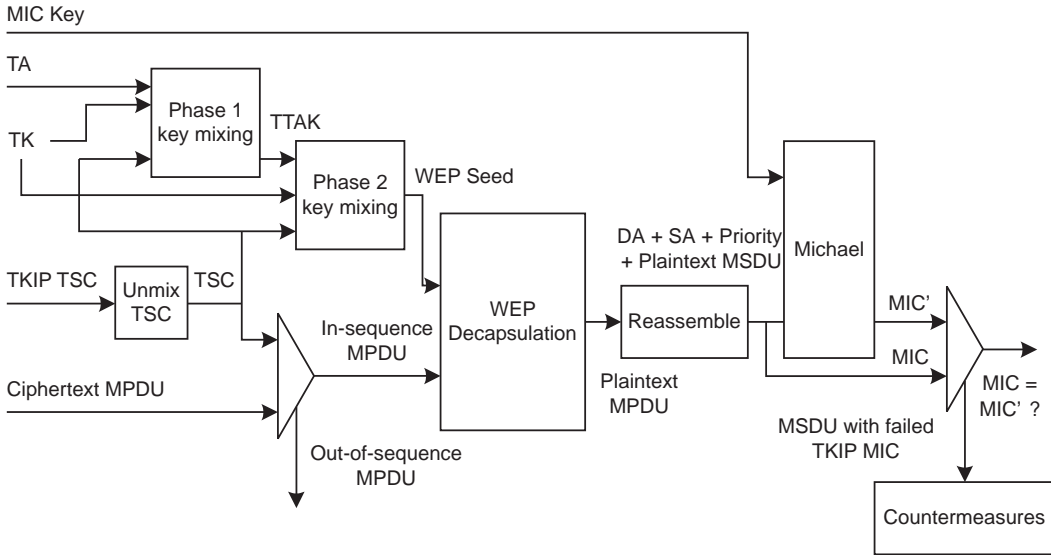 MIC Key
TA
Phase 1
key mixing
TTAK
TK
Phase 2
key mixing
WEP Seed
DA + SA + Priority
+ Plaintext MSDU
Michael
TKIP TSC
Unmix
TSC
TSC
WEP
Decapsulation
Reassemble
MIC’
In-sequence
MPDU
MIC
Ciphertext MPDU
Plaintext
MPDU
MIC =
MIC’ ?
MSDU with failed
TKIP MIC
Out-of-sequence
MPDU
Countermeasures